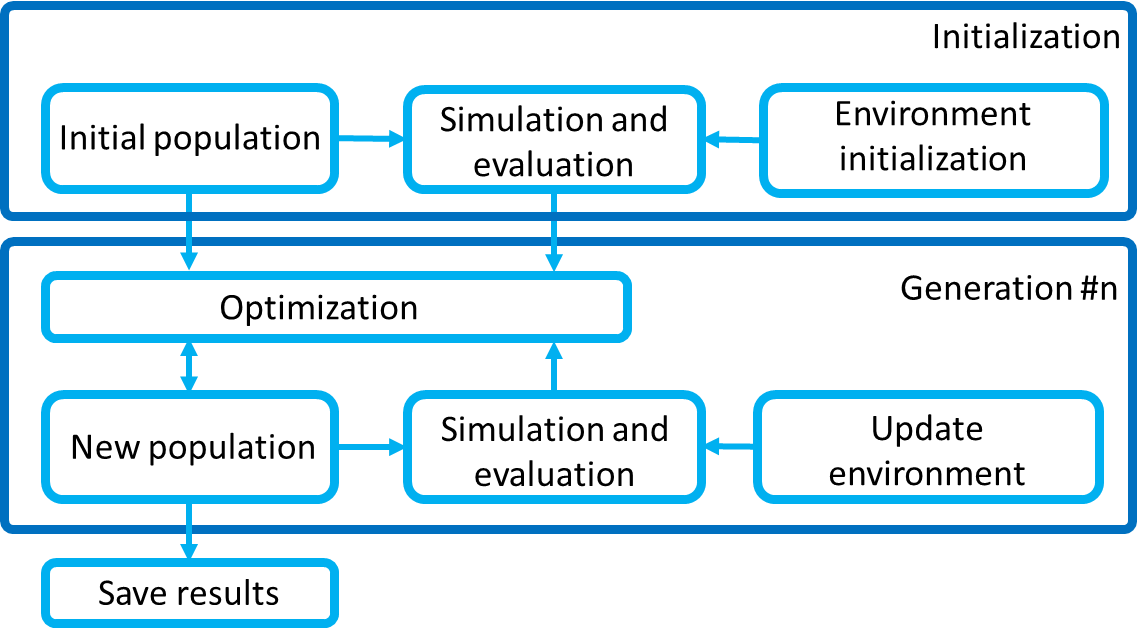 Initialization
Initial population
Simulation and
evaluation
Environment
initialization
Generation #n
Optimization
New population
Simulation and
evaluation
Update
environment
Save results